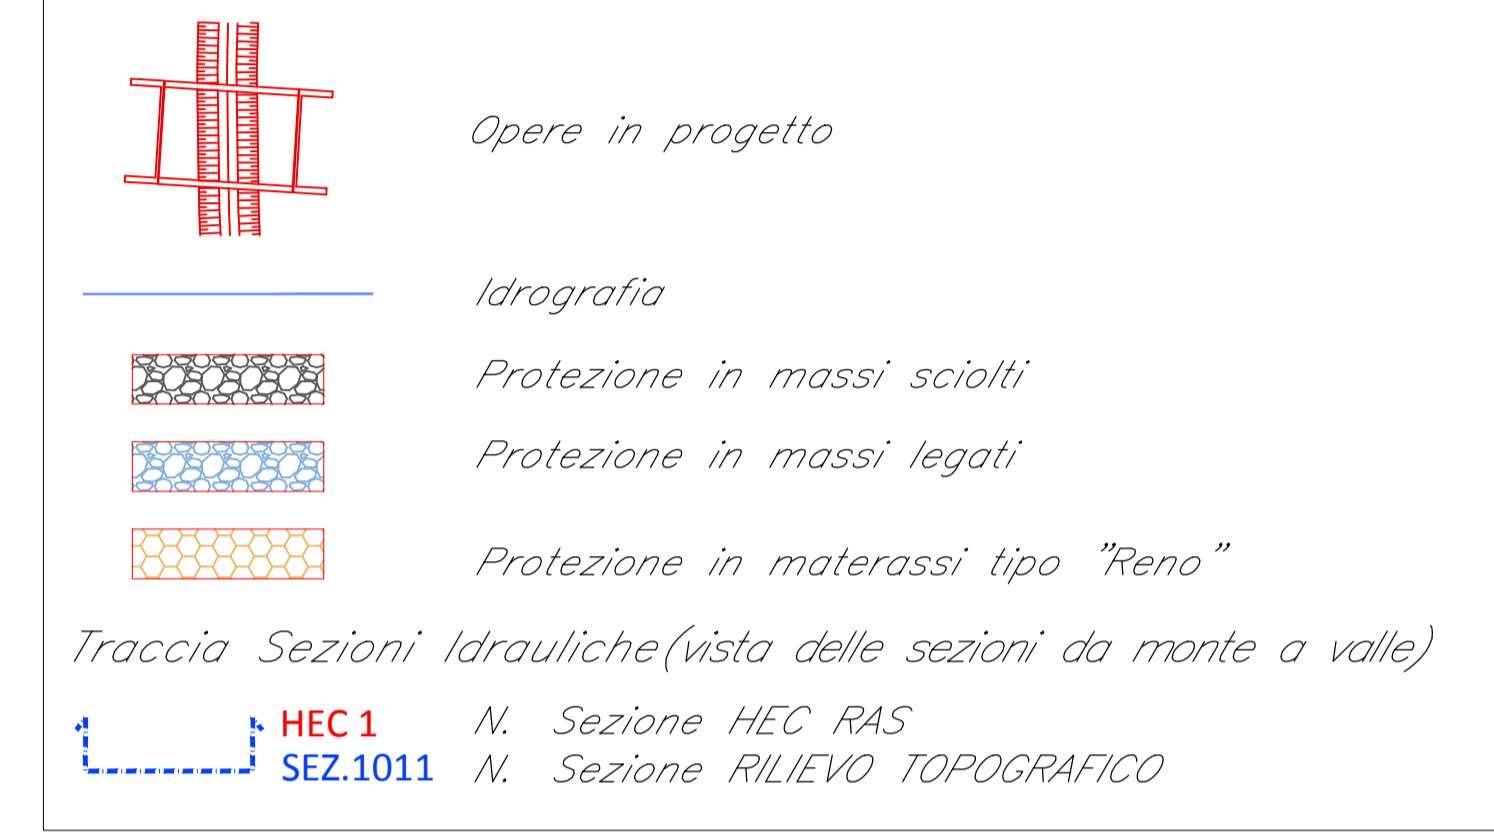 Opere in progetto
Idrografia
Protezione in massi sciolti
Protezione in massi legati
Protezione in materassi tipo "Reno"
Traccia Sezioni Idrauliche(vista delle sezioni da monte a valle)
HEC 1 N. Sezione HEC RAS
SEZ.1011 N. Sezione RILIEVO TOPOGRAFICO